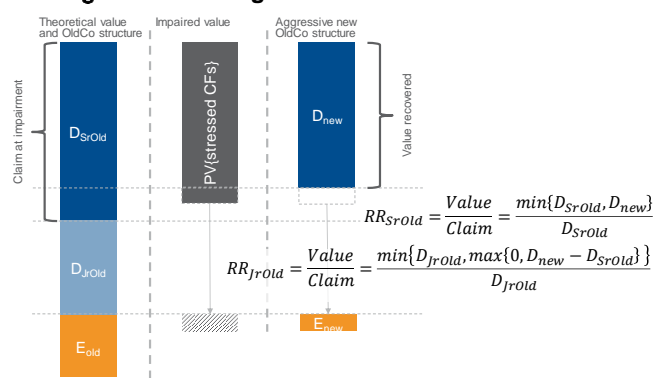 Theoretical value
and OldCo structure
Impaired value
Aggressive new
OldCo structure
Claim at impairment
D_SrOld
PV{stressed CFs}
D_new
Value recovered
RR_SrOld = Value/Claim = min{D_SrOld, D_new}/D_SrOld
D_JrOld
RR_JrOld = Value/Claim = min{D_JrOld, max{0, D_new − D_SrOld}}/D_JrOld
E_old
E_new